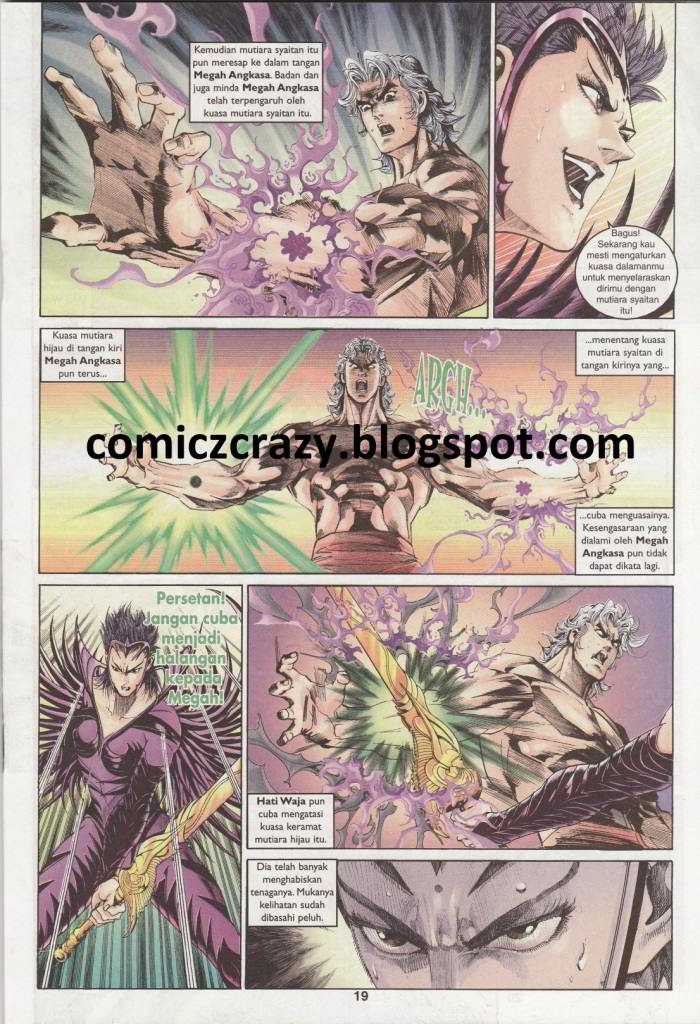 Kemudian mutiara syaitan itu
pun meresap ke dalam tangan
Megah Angkasa. Badan dan
juga minda Megah Angkasa
telah terpengaruh oleh
kuasa mutiara syaitan itu.
Bagus!
Sekarang kau
mesti mengaturkan
kuasa dalamanmu
untuk menyelaraskan
dirimu dengan
mutiara syaitan
itu!
Kuasa mutiara
hijau di tangan kiri
Megah Angkasa
pun terus...
ARGH...
...menentang kuasa
mutiara syaitan di
tangan kirinya yang...
comiczcrazy.blogspot.com
...cuba menguasainya.
Kesengasaraan yang
dialami oleh Megah
Angkasa pun tidak
dapat dikata lagi.
Persetan!
Jangan cuba
menjadi
halangan
kepada
Megah!
Hati Waja pun
cuba mengatasi
kuasa keramat
mutiara hijau itu.
Dia telah banyak
menghabiskan
tenaganya. Mukanya
kelihatan sudah
dibasahi peluh.
19